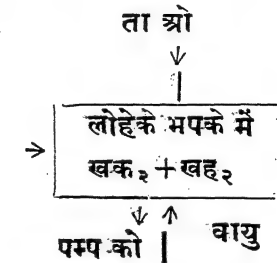 ता ओ
लोहेके भपके में
खक₂+खह₂
पम्प को वायु